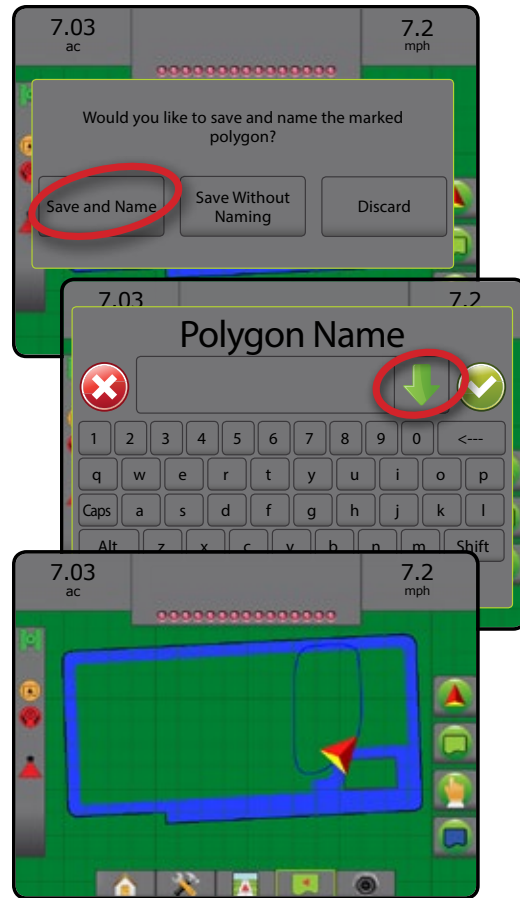 7.03
ac
7.2
mph
Would you like to save and name the marked
polygon?
Save and Name
Save Without
Naming
Discard
7.03
7.2
Polygon Name
1 2 3 4 5 6 7 8 9 0 <---
q w e r t y u i o p
Caps a s d f g h j k l
Alt z x c v b n m Shift
7.03
ac
7.2
mph